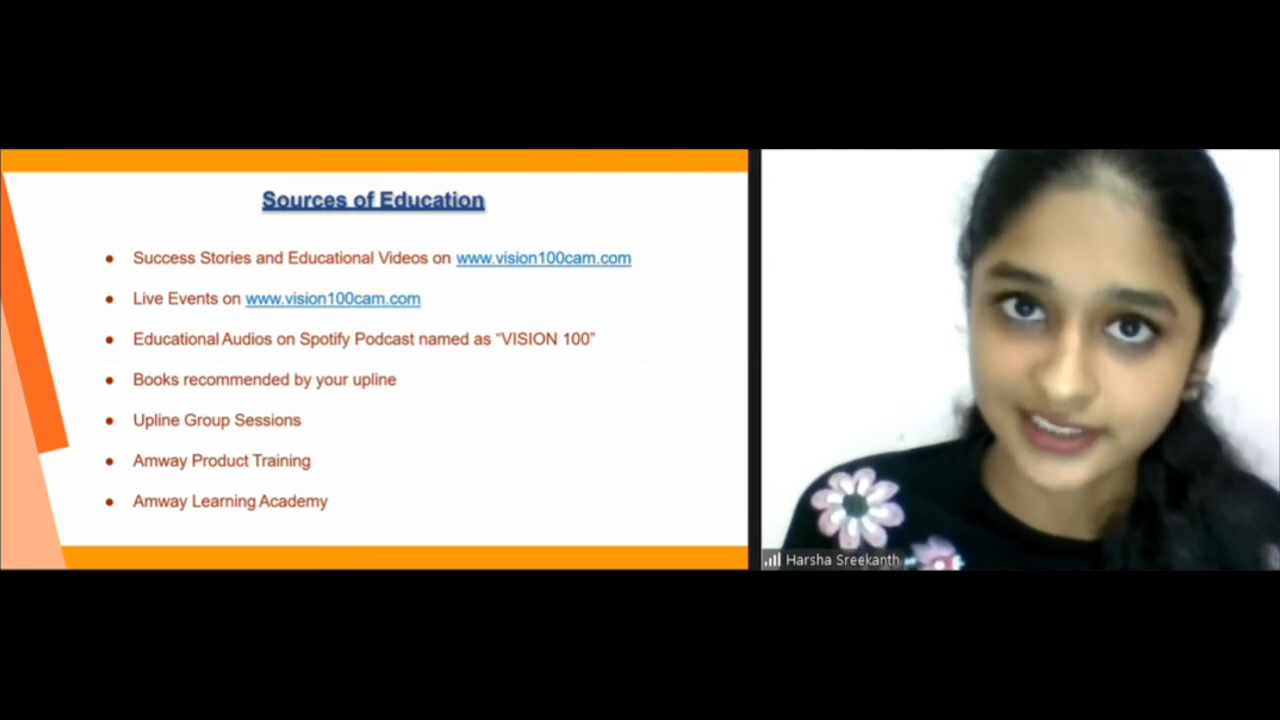 Sources of Education
● Success Stories and Educational Videos on www.vision100cam.com
● Live Events on www.vision100cam.com
● Educational Audios on Spotify Podcast named as “VISION 100”
● Books recommended by your upline
● Upline Group Sessions
● Amway Product Training
● Amway Learning Academy
Harsha Sreekanth